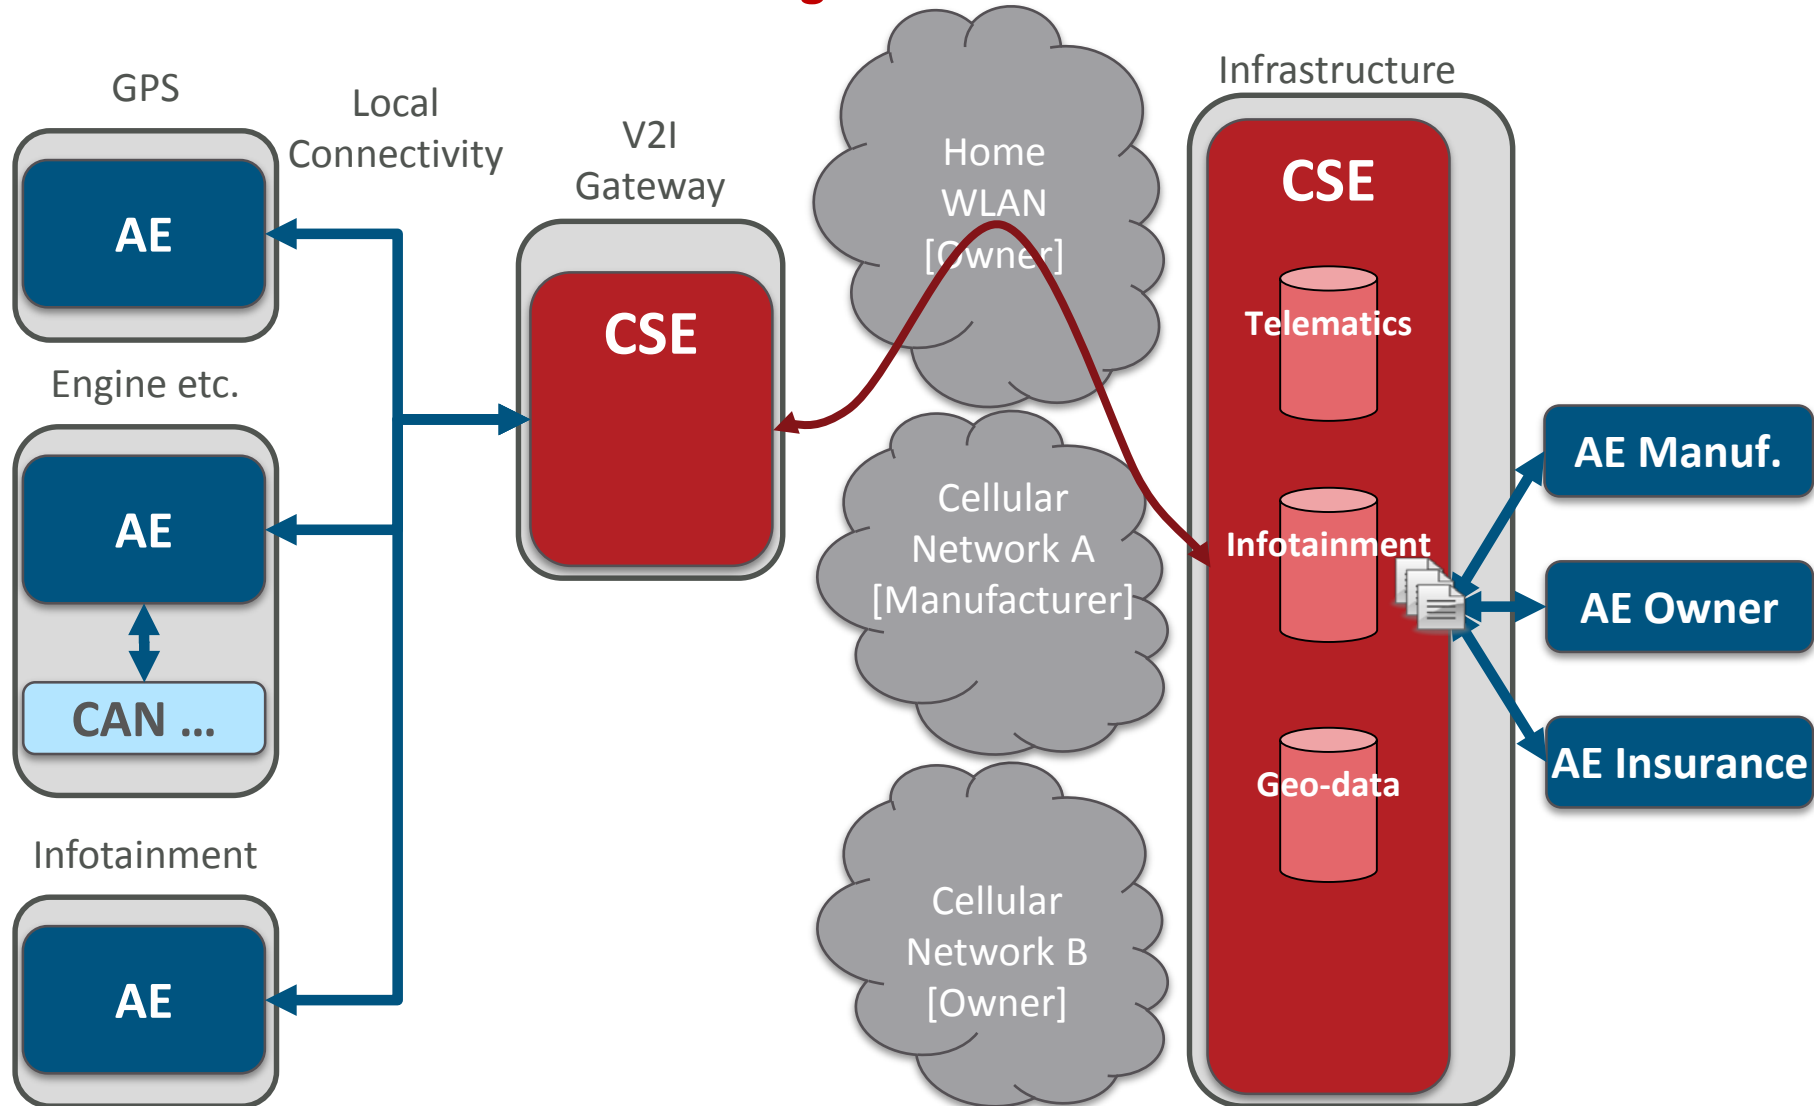 GPS
AE
Engine etc.
AE
CAN ...
Infotainment
AE
Local
Connectivity
V2I
Gateway
CSE
Home
WLAN
[Owner]
Cellular
Network A
[Manufacturer]
Cellular
Network B
[Owner]
Infrastructure
CSE
Telematics
Infotainment
Geo-data
AE Manuf.
AE Owner
AE Insurance